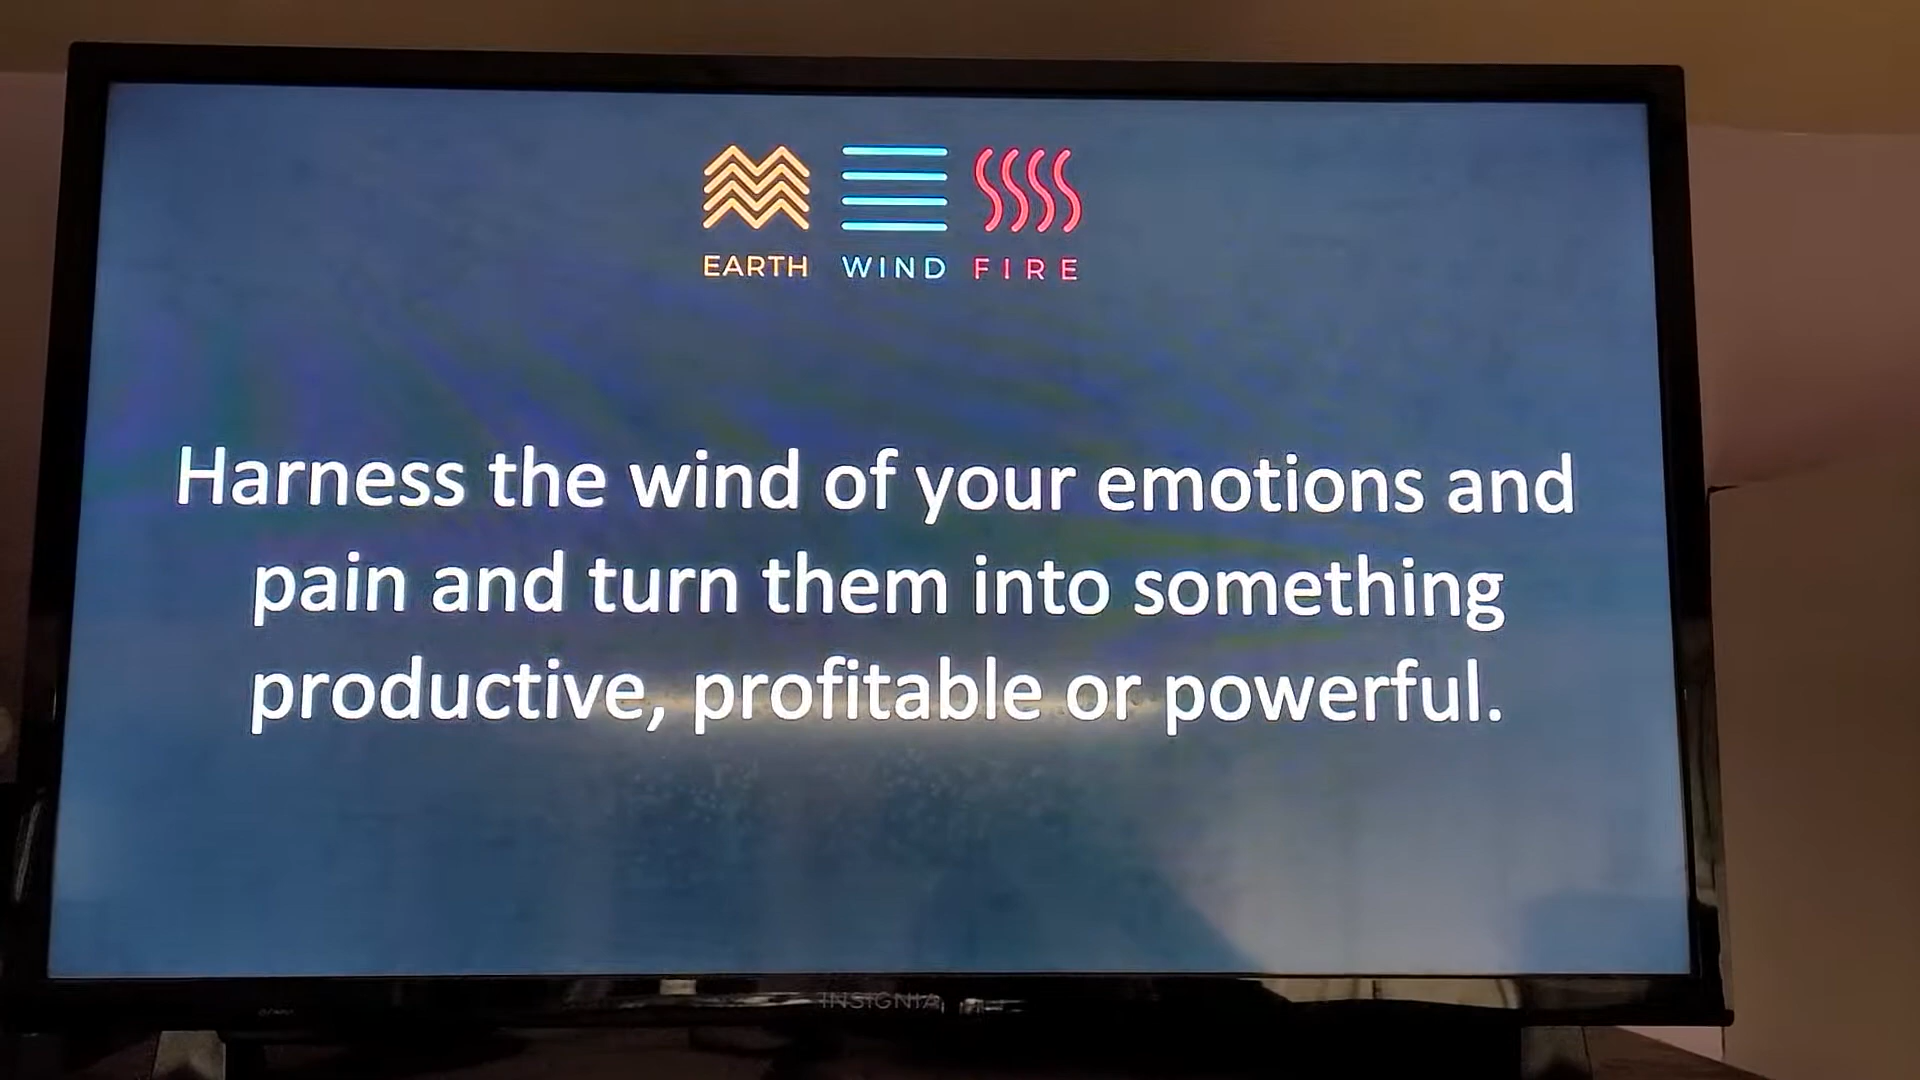 EARTH WIND FIRE
Harness the wind of your emotions and
pain and turn them into something
productive, profitable or powerful.
INSIGNIA